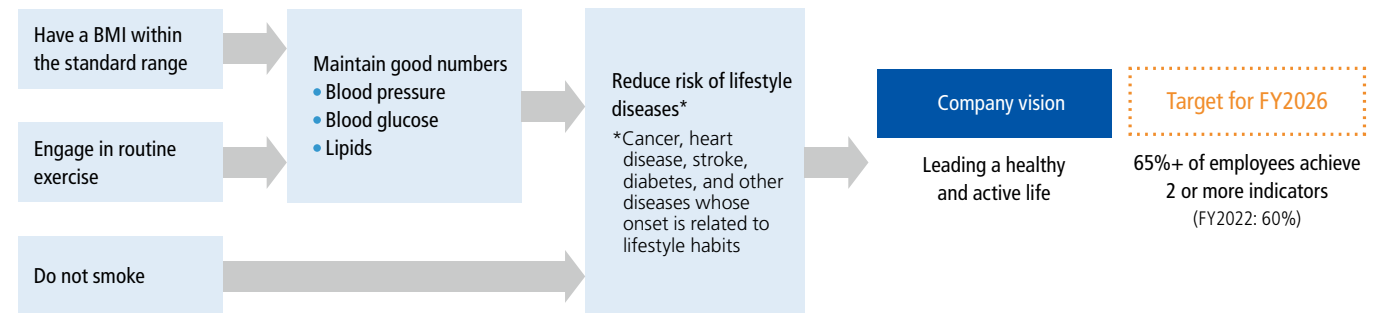 Have a BMI within
the standard range
Engage in routine
exercise
Do not smoke
Maintain good numbers
• Blood pressure
• Blood glucose
• Lipids
Reduce risk of lifestyle
diseases*
*Cancer, heart
disease, stroke,
diabetes, and other
diseases whose
onset is related to
lifestyle habits
Company vision
Leading a healthy
and active life
Target for FY2026
65%+ of employees achieve
2 or more indicators
(FY2022: 60%)